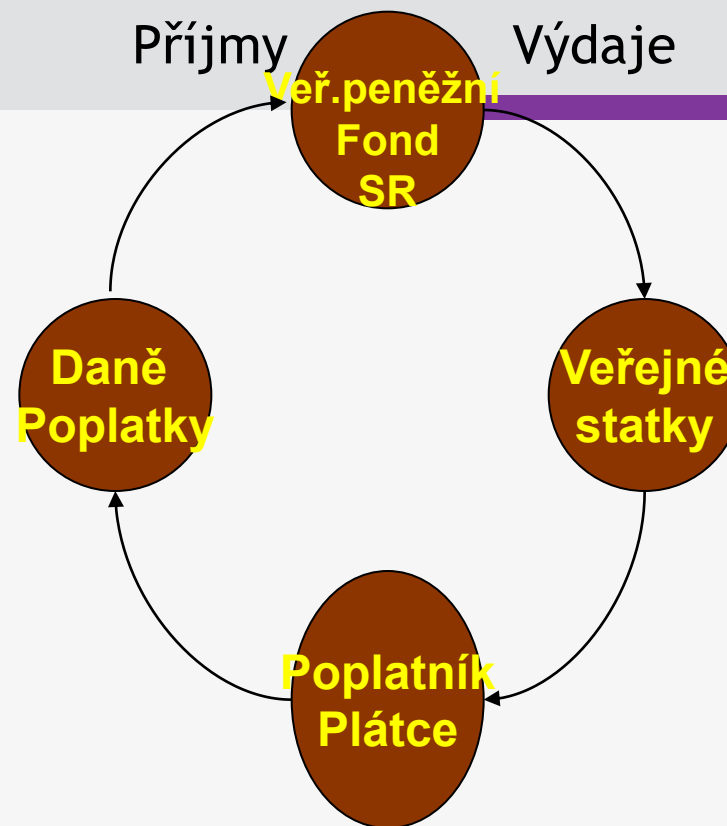 Příjmy
Výdaje
Veř.peněžní
Fond
SR
Daně
Poplatky
Veřejné
statky
Poplatník
Plátce